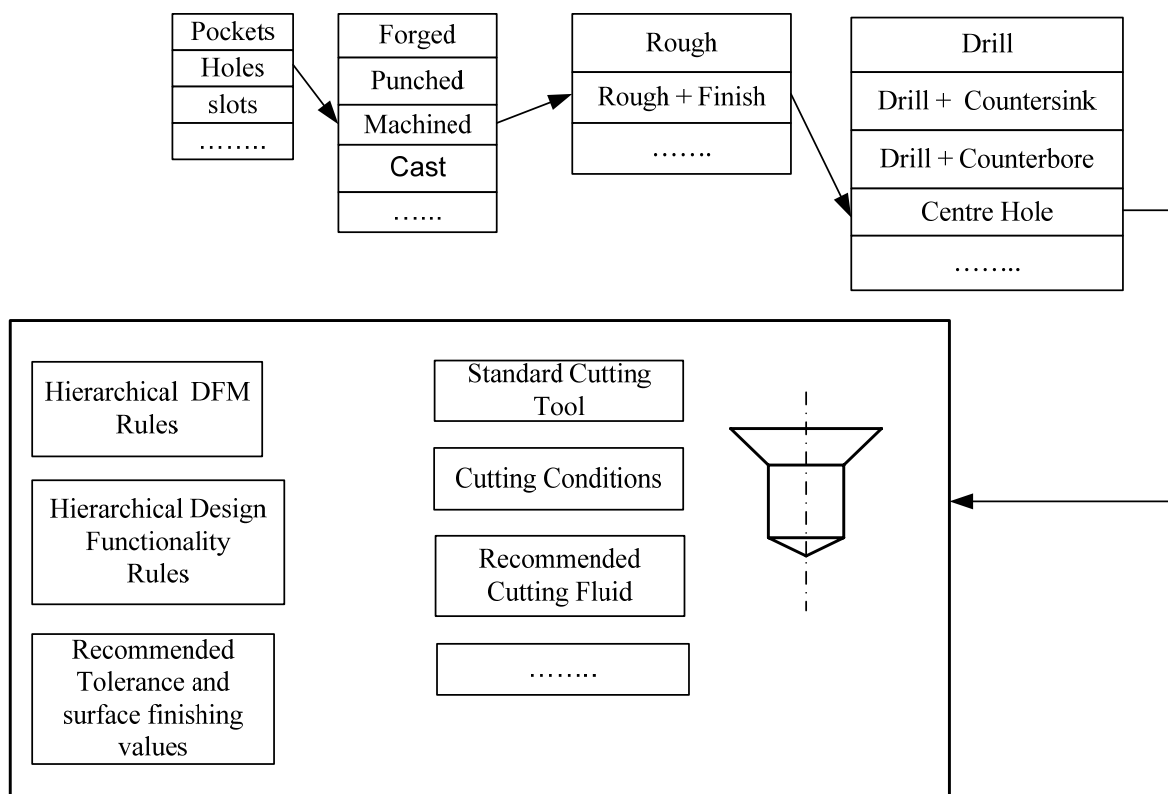 Pockets
Holes
slots
……..
Forged
Punched
Machined
Cast
…...
Rough
Rough + Finish
…….
Drill
Drill + Countersink
Drill + Counterbore
Centre Hole
……..
Hierarchical DFM
Rules
Hierarchical Design
Functionality
Rules
Recommended
Tolerance and
surface finishing
values
Standard Cutting
Tool
Cutting Conditions
Recommended
Cutting Fluid
……..